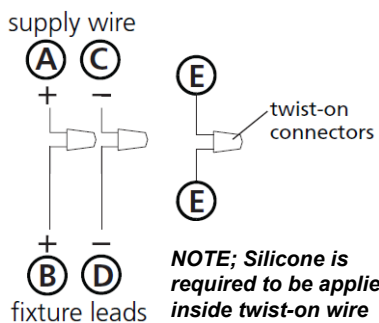 supply wire
A C
+ −
E
twist-on
connectors
E
+ −
B D
fixture leads
NOTE; Silicone is
required to be applie
inside twist-on wire